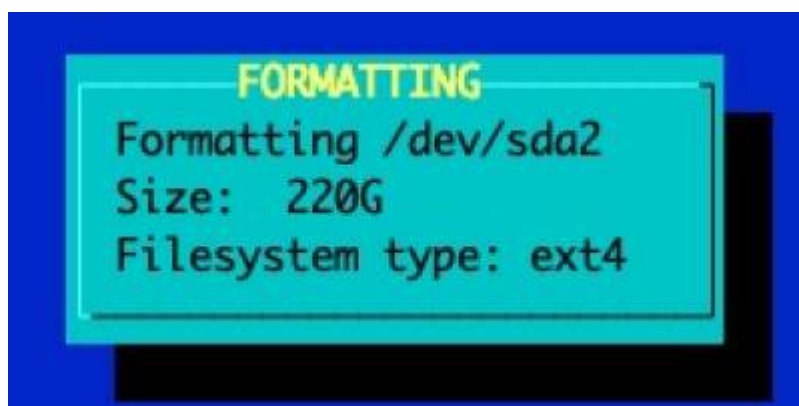 FORMATTING
Formatting /dev/sda2
Size:  220G
Filesystem type: ext4